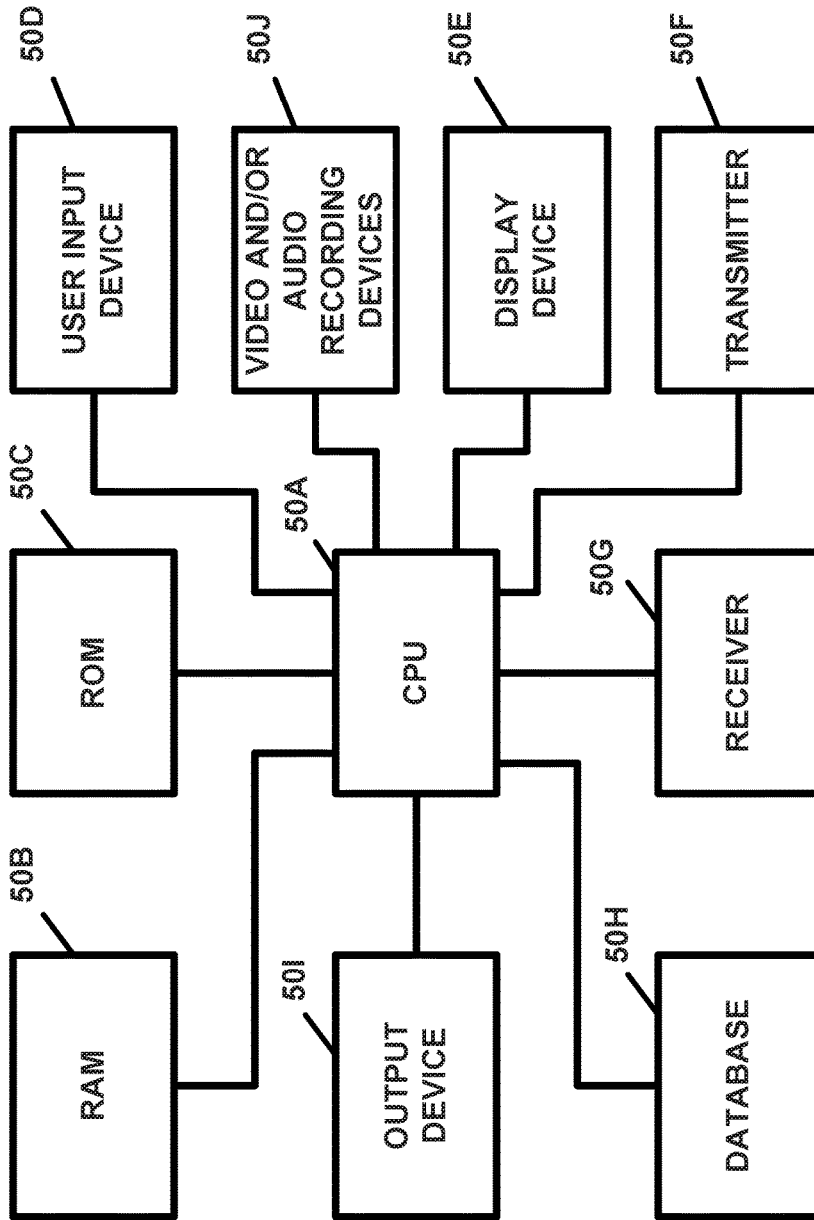 50B
RAM
50C
ROM
50D
USER INPUT
DEVICE
50I
OUTPUT
DEVICE
50A
CPU
50J
VIDEO AND/OR
AUDIO
RECORDING
DEVICES
50E
DISPLAY
DEVICE
50H
DATABASE
50G
RECEIVER
50F
TRANSMITTER